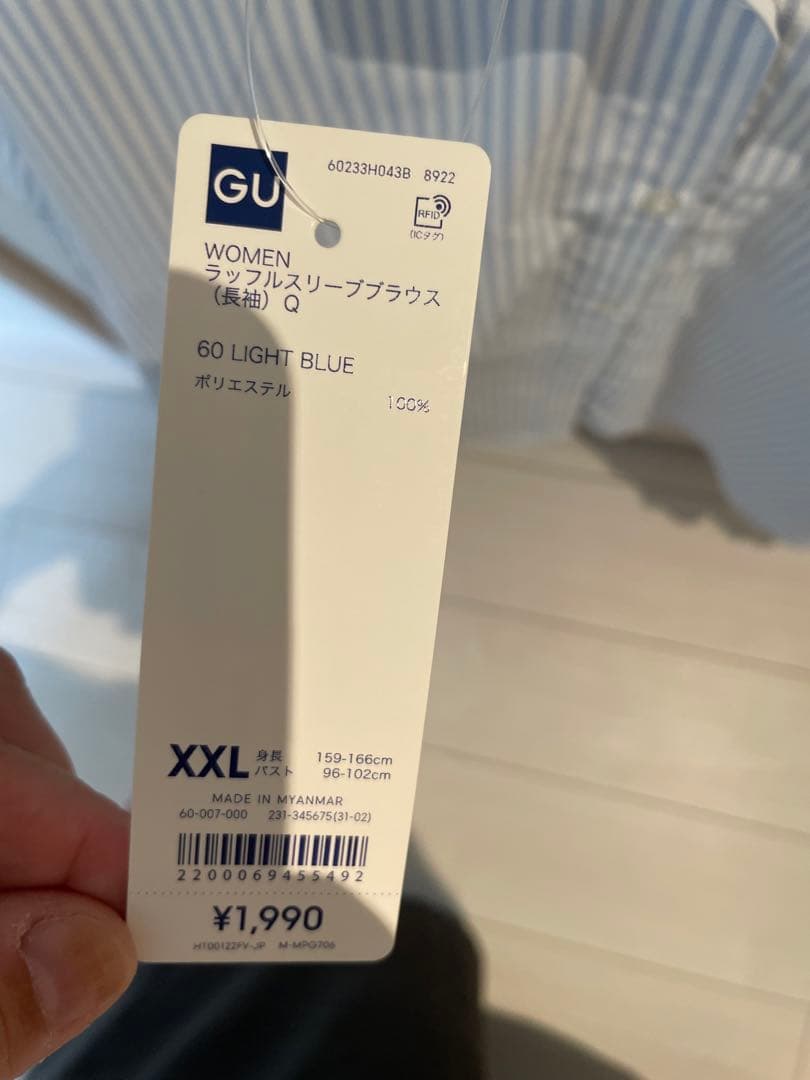 GU
60233H043B 8922
RFID
(ICタグ)
WOMEN
ラッフルスリーブブラウス
（長袖）Q
60 LIGHT BLUE
ポリエステル 100%
XXL 身長 159-166cm
バスト 96-102cm
MADE IN MYANMAR
60-007-000 231-345675(31-02)
2200069455492
¥1,990
HT00122FV-JP M-MPG706